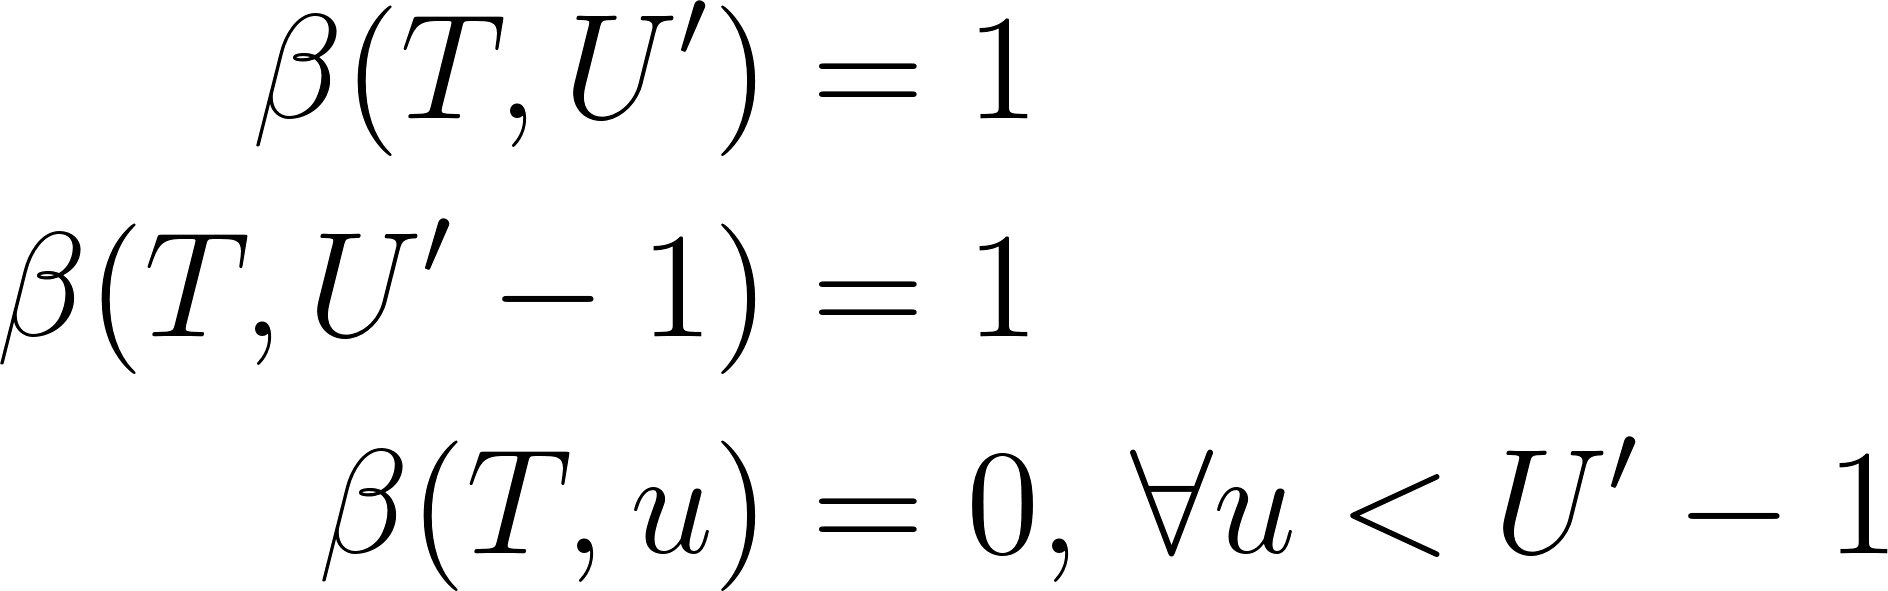 β(T, U′) = 1
β(T, U′ − 1) = 1
β(T, u) = 0, ∀u < U′ − 1